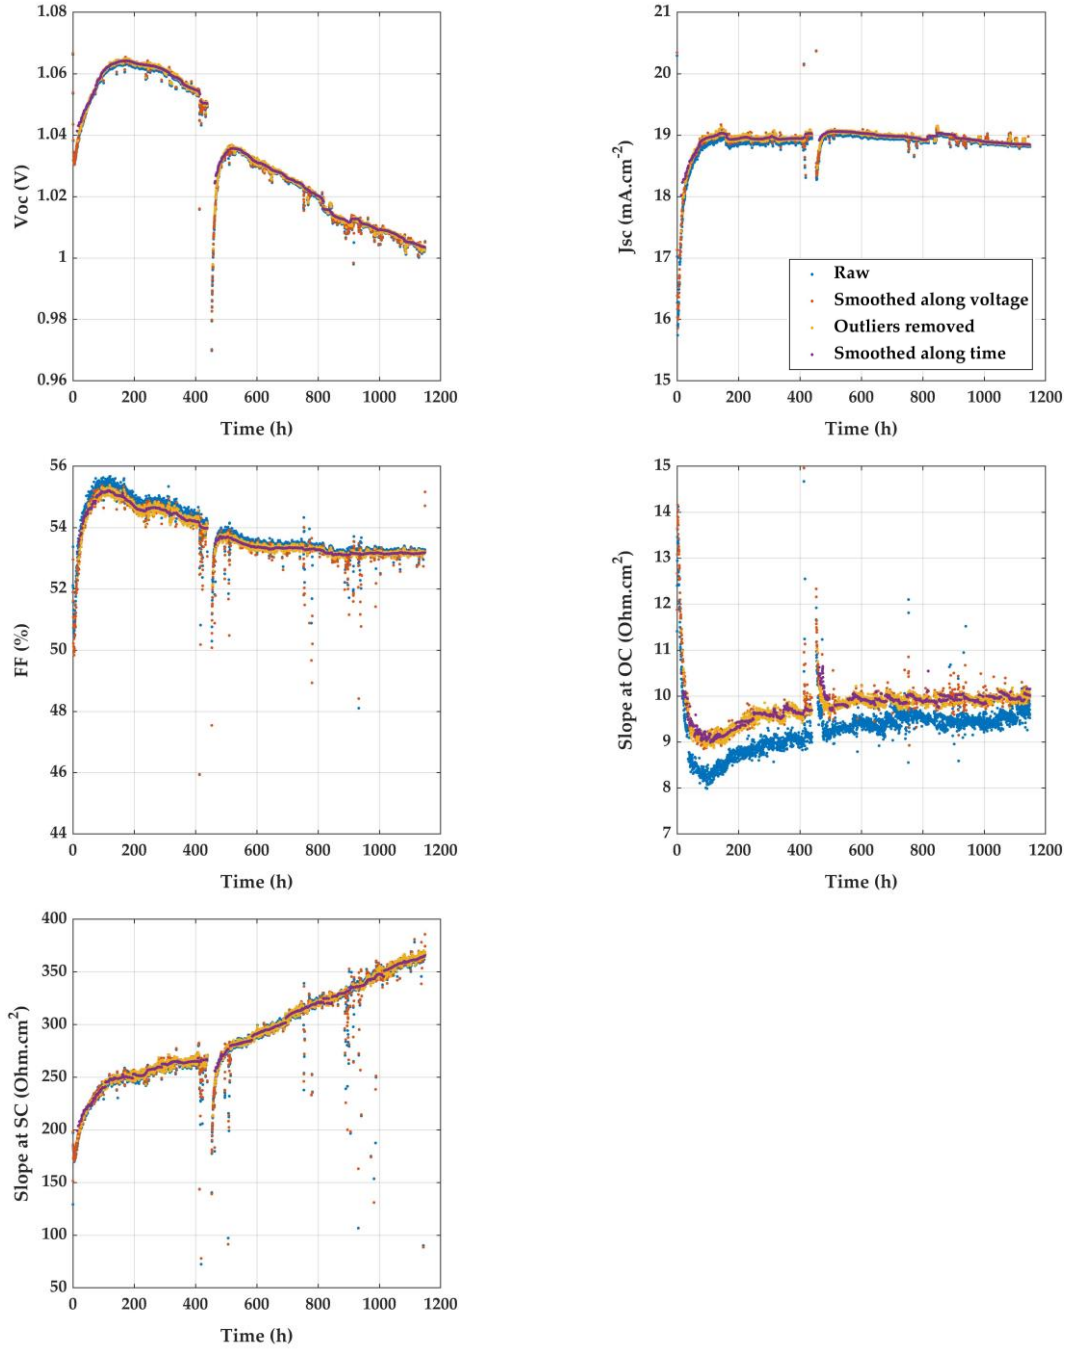 1.08
1.06
1.04
1.02
1
0.98
0.96
Voc (V)
0 200 400 600 800 1000 1200
Time (h)
21
20
19
18
17
16
15
Jsc (mA.cm-2)
Raw
Smoothed along voltage
Outliers removed
Smoothed along time
0 200 400 600 800 1000 1200
Time (h)
56
54
52
50
48
46
44
FF (%)
0 200 400 600 800 1000 1200
Time (h)
15
14
13
12
11
10
9
8
7
Slope at OC (Ohm.cm2)
0 200 400 600 800 1000 1200
Time (h)
400
350
300
250
200
150
100
50
Slope at SC (Ohm.cm2)
0 200 400 600 800 1000 1200
Time (h)